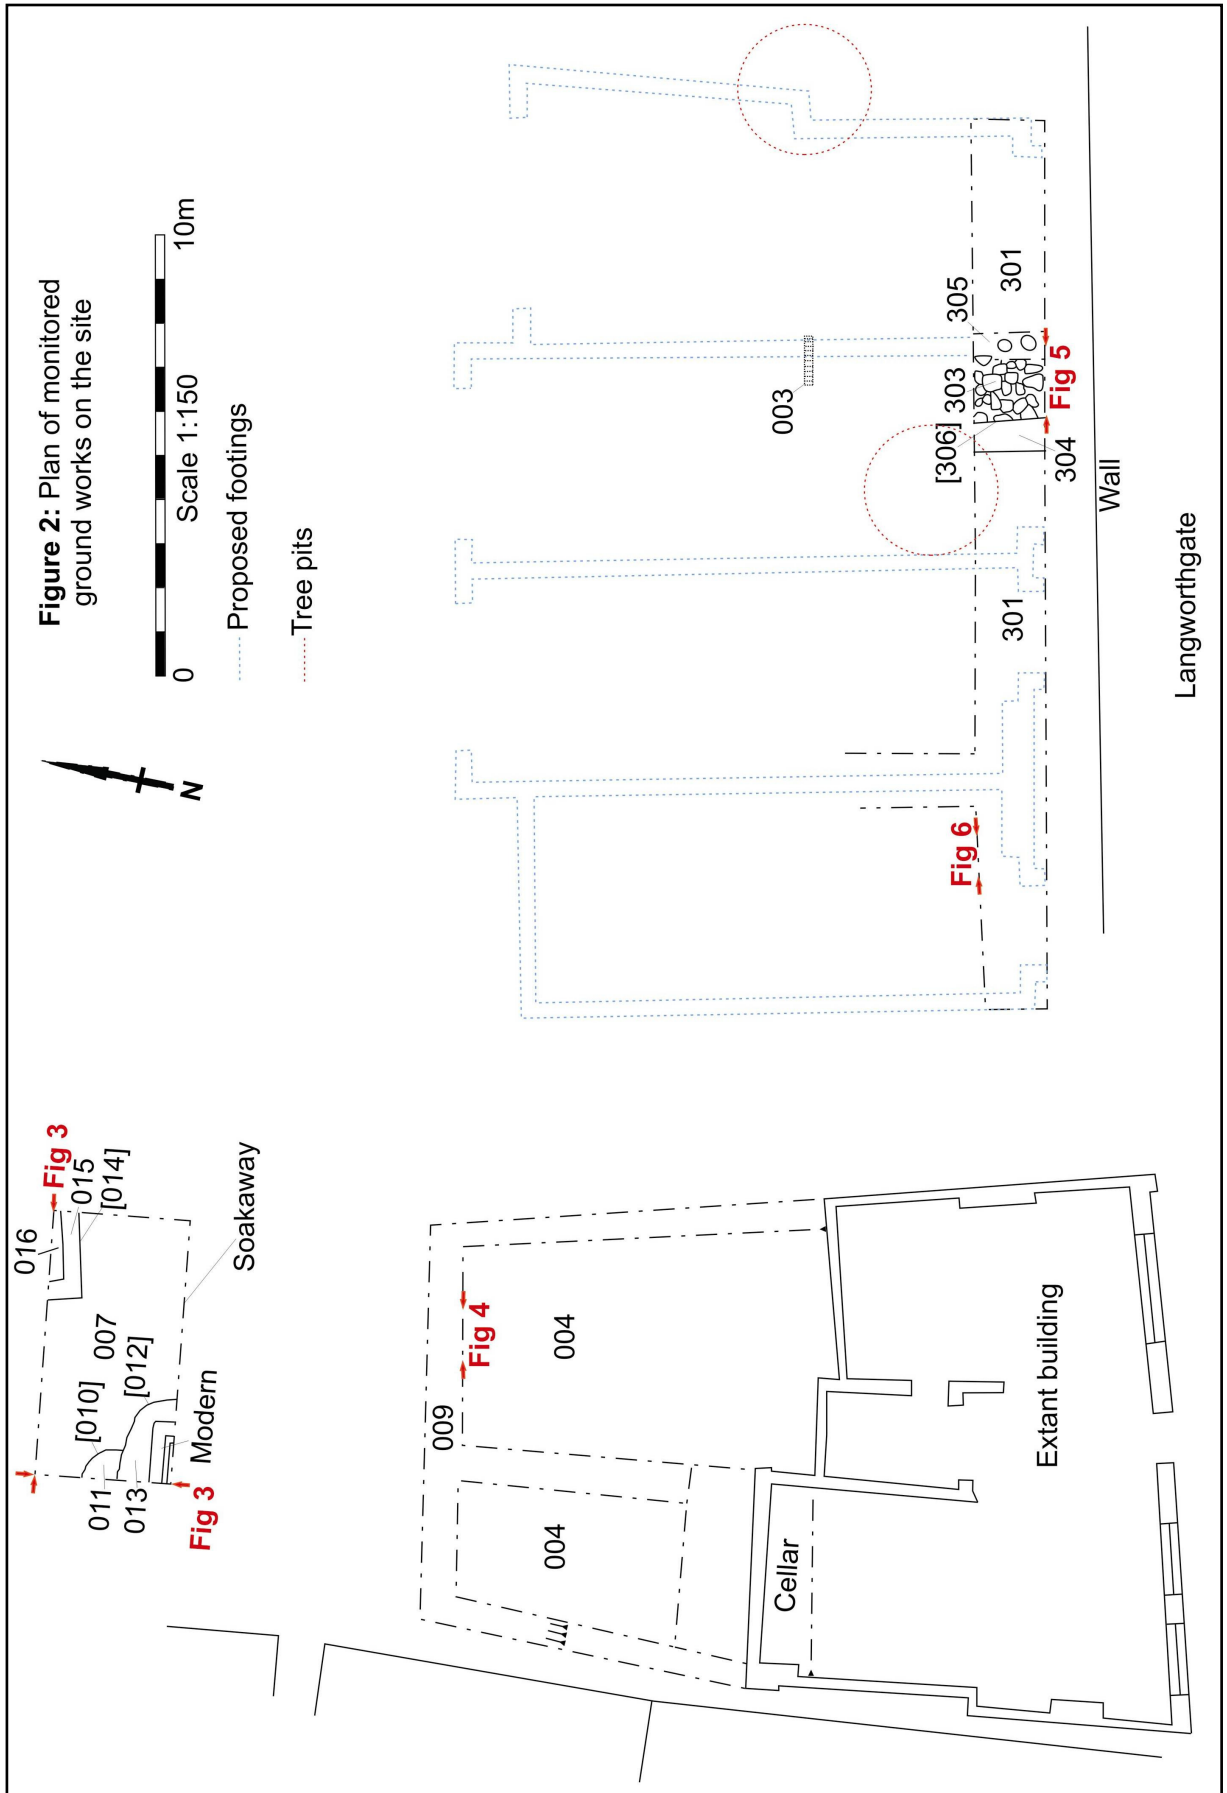 Figure 2: Plan of monitored
ground works on the site
0
10m
Scale 1:150
Proposed footings
Tree pits
N
016
Fig 3
015
[014]
007
[010]
[012]
011
013
Modern
Fig 3
Soakaway
009
Fig 4
004
004
Cellar
Extant building
003
305
301
303
[306]
Fig 5
304
301
Fig 6
Wall
Langworthgate